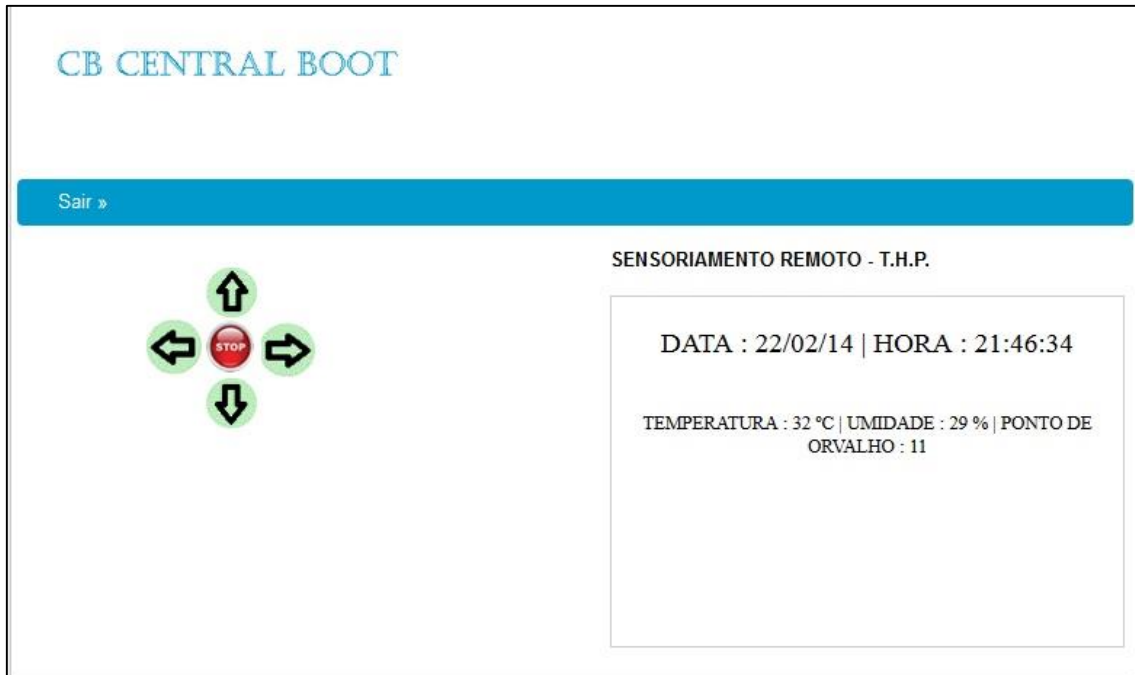 CB CENTRAL BOOT
Sair »
STOP
SENSORIAMENTO REMOTO - T.H.P.
DATA : 22/02/14 | HORA : 21:46:34
TEMPERATURA : 32 ºC | UMIDADE : 29 % | PONTO DE
ORVALHO : 11